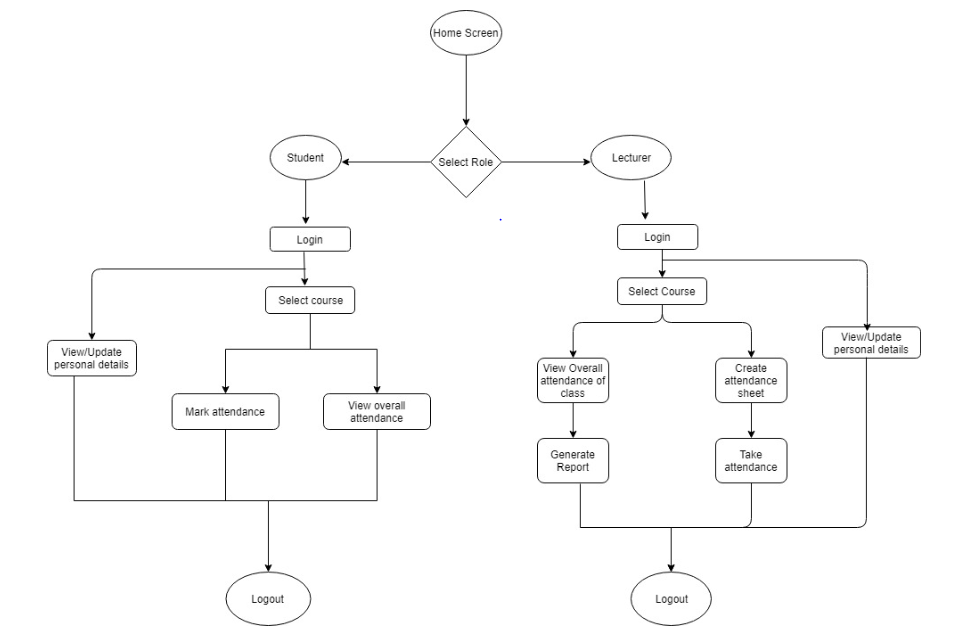 Home Screen
Student
Select Role
Lecturer
Login
Login
Select course
Select Course
View/Update
personal details
View/Update
personal details
View Overall
attendance of
class
Create
attendance
sheet
Mark attendance
View overall
attendance
Generate
Report
Take
attendance
Logout
Logout